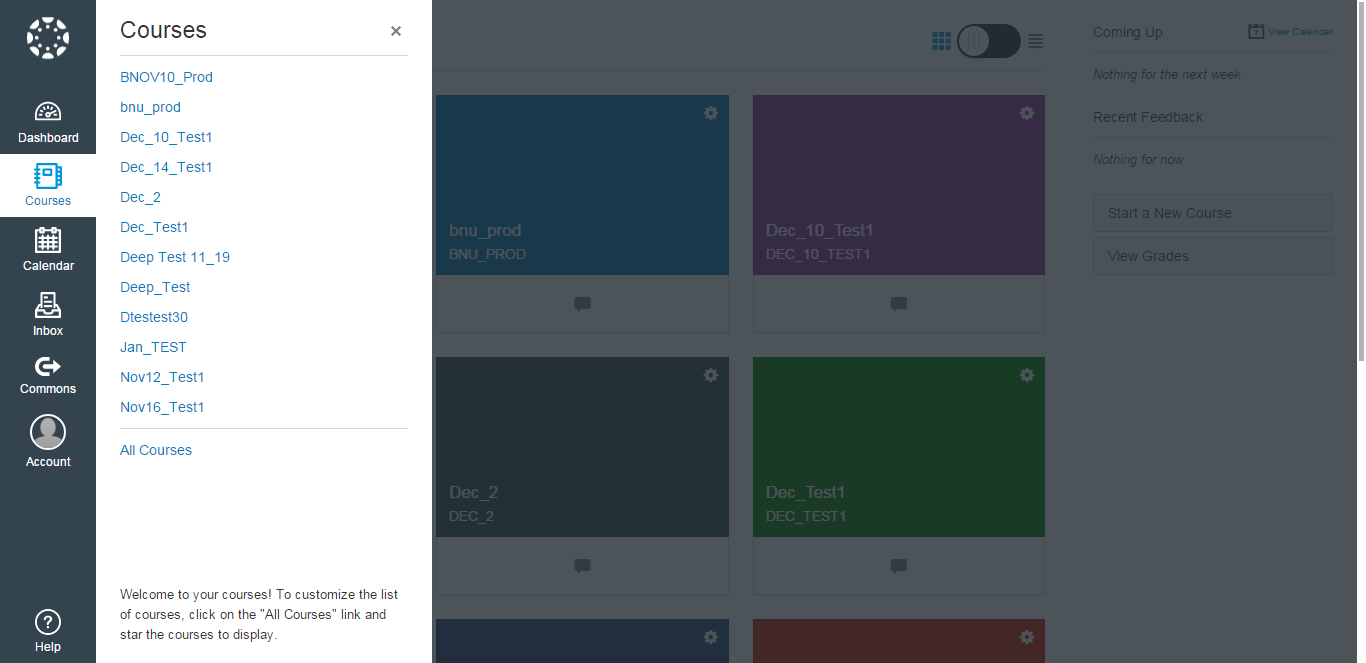 Dashboard
Courses
Calendar
Inbox
Commons
Account
?
Help
Courses
×
BNOV10_Prod
bnu_prod
Dec_10_Test1
Dec_14_Test1
Dec_2
Dec_Test1
Deep Test 11_19
Deep_Test
Dtestest30
Jan_TEST
Nov12_Test1
Nov16_Test1
All Courses
Welcome to your courses! To customize the list
of courses, click on the "All Courses" link and
star the courses to display.
bnu_prod
BNU_PROD
Dec_10_Test1
DEC_10_TEST1
Dec_2
DEC_2
Dec_Test1
DEC_TEST1
Coming Up
7 View Calendar
Nothing for the next week
Recent Feedback
Nothing for now
Start a New Course
View Grades